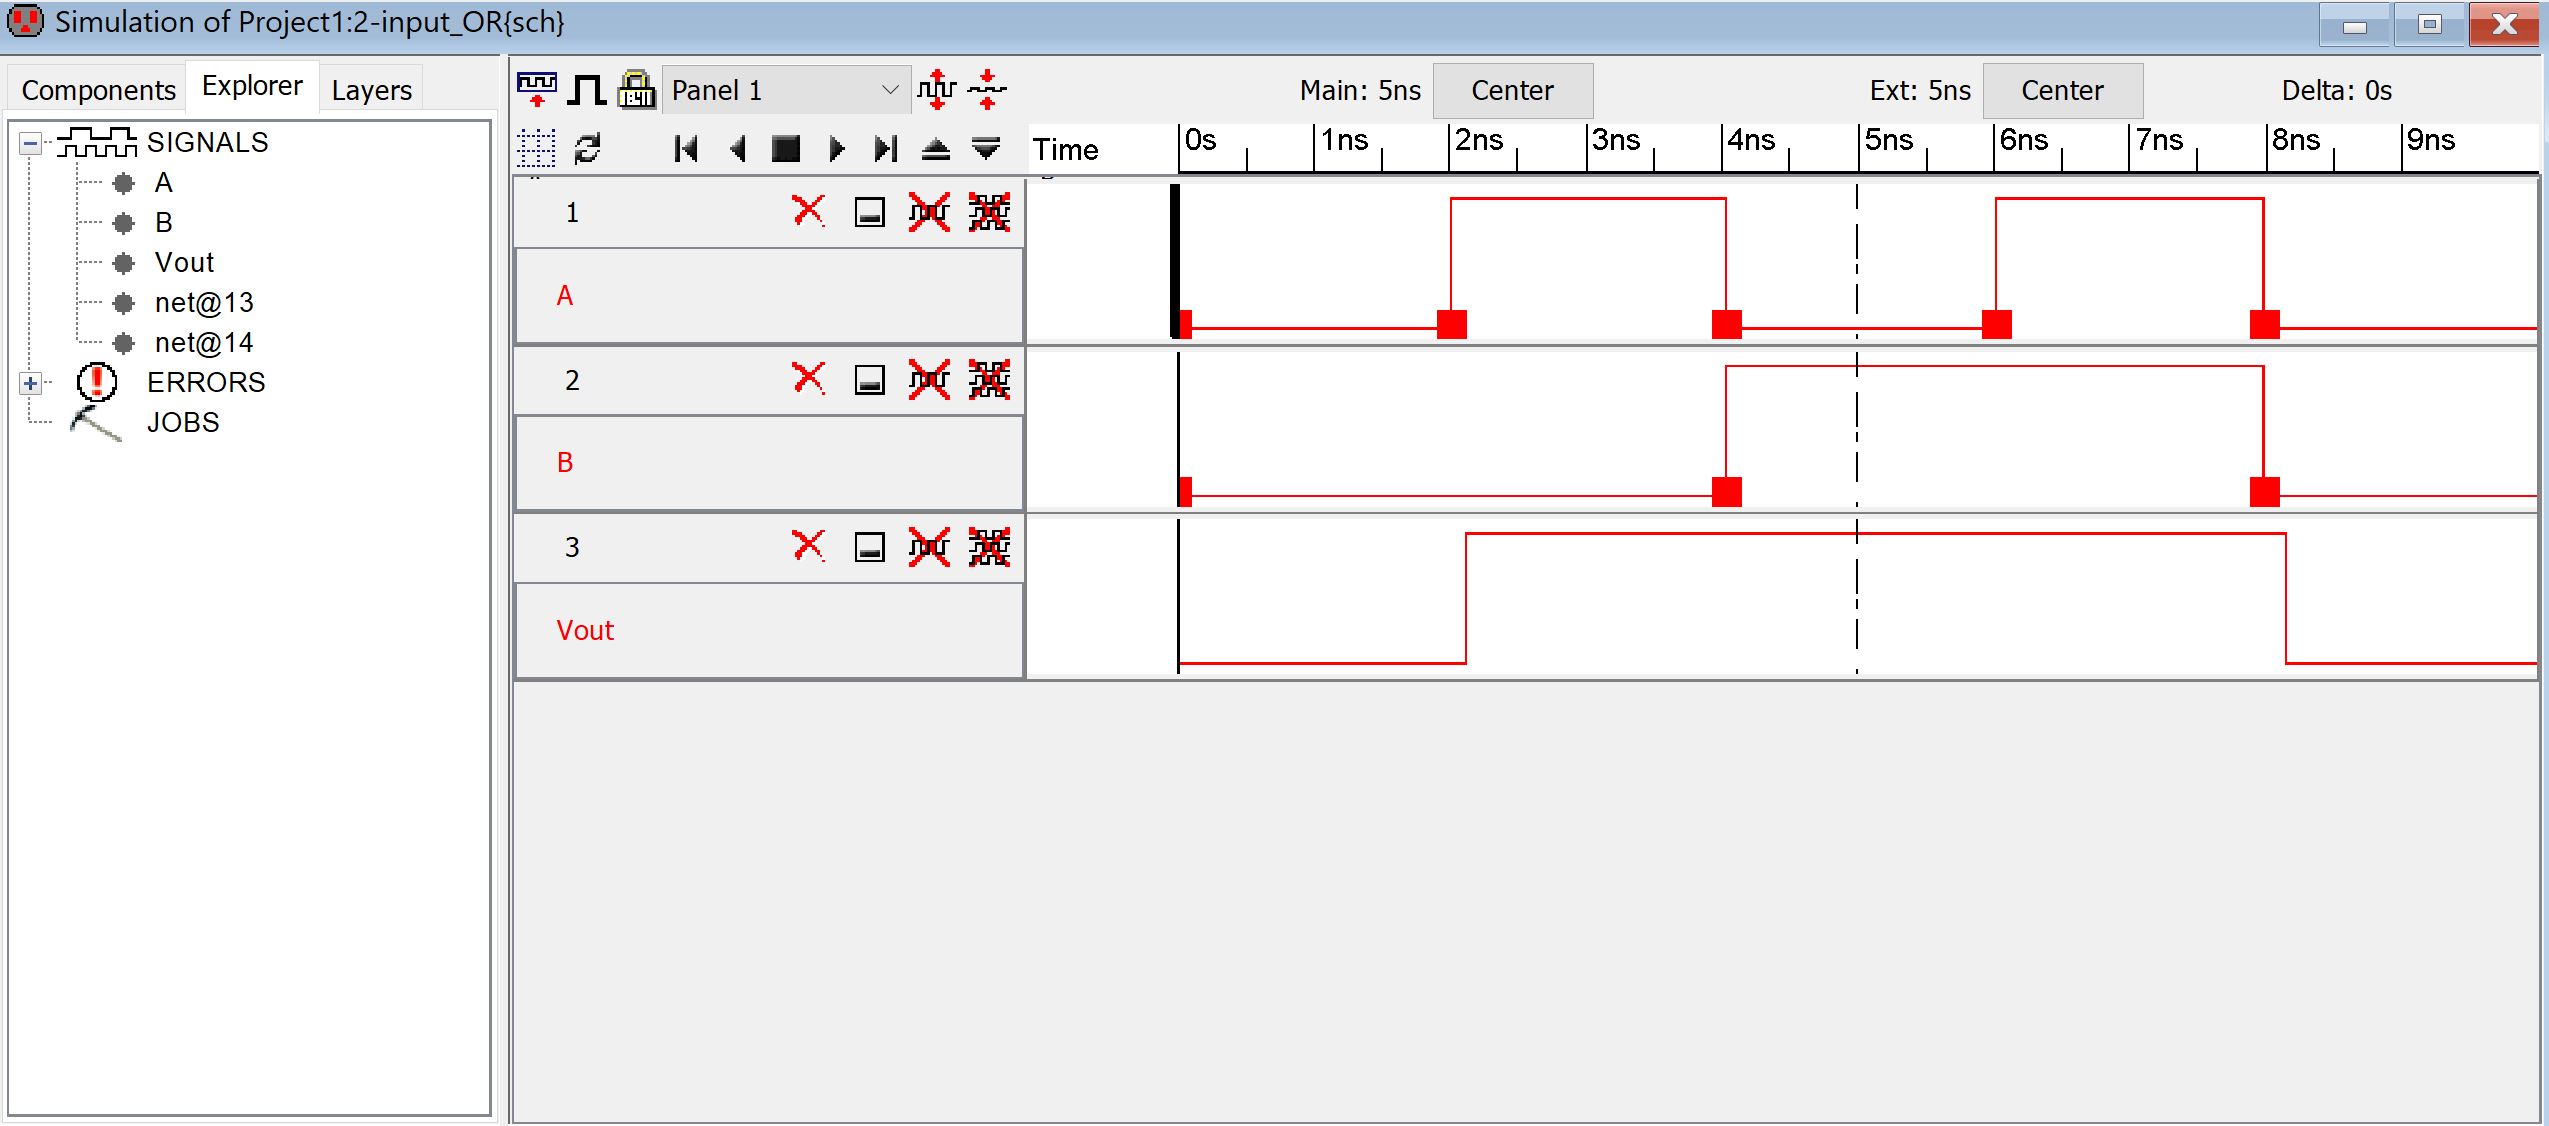 Simulation of Project1:2-input_OR{sch}
Components Explorer Layers
Panel 1 Main: 5ns Center Ext: 5ns Center Delta: 0s
SIGNALS
A
B
Vout
net@13
net@14
ERRORS
JOBS
Time 0s 1ns 2ns 3ns 4ns 5ns 6ns 7ns 8ns 9ns
1
A
2
B
3
Vout